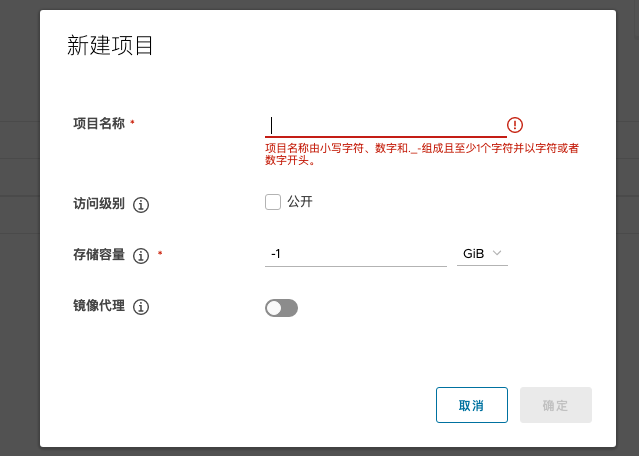 新建项目
项目名称 *
项目名称由小写字符、数字和._-组成且至少1个字符并以字符或者
数字开头。
访问级别
公开
存储容量 *
-1
GiB
镜像代理
取消
确定